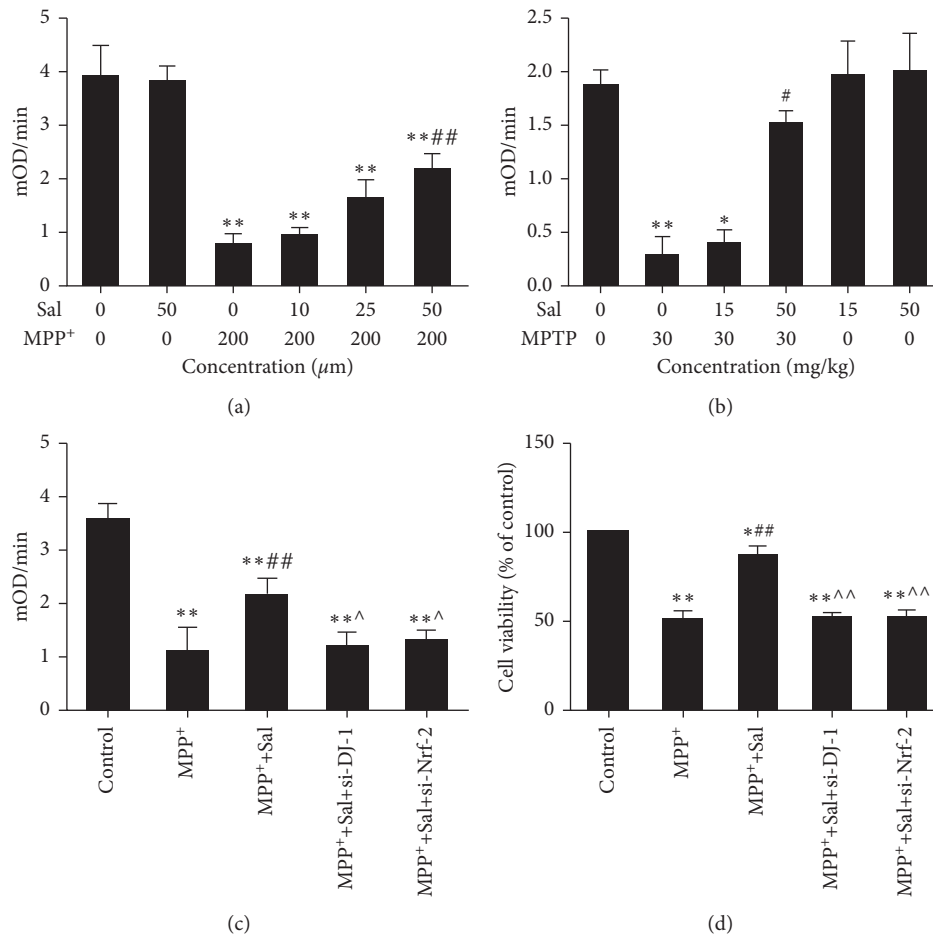 5
4
3
2
1
0
mOD/min
** ** ** **##
Sal 0 50 0 10 25 50
MPP+ 0 0 200 200 200 200
Concentration (μm)
(a)
2.5
2.0
1.5
1.0
0.5
0.0
mOD/min
** * #
Sal 0 0 15 50 15 50
MPTP 0 30 30 30 0 0
Concentration (mg/kg)
(b)
5
4
3
2
1
0
mOD/min
** **## **^ **^
Control
MPP+
MPP++Sal
MPP++Sal+si-DJ-1
MPP++Sal+si-Nrf-2
(c)
150
100
50
0
Cell viability (% of control)
** *## **^^ **^^
Control
MPP+
MPP++Sal
MPP++Sal+si-DJ-1
MPP++Sal+si-Nrf-2
(d)